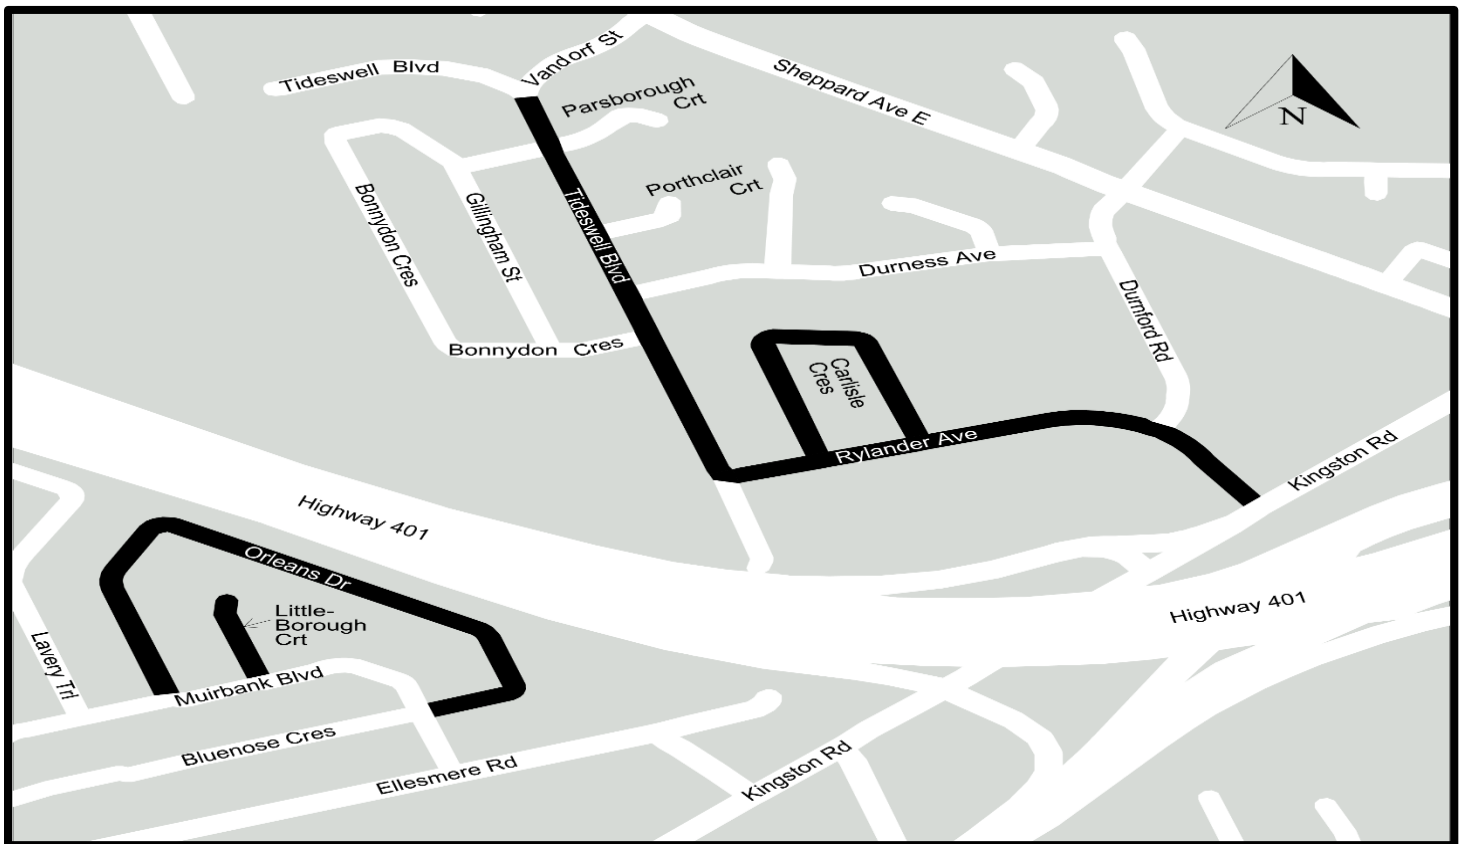 Tideswell Blvd
Vandorf St
Parsborough
Crt
Sheppard Ave E
N
Porthclair
Crt
Bonnydon Cres
Gillingham St
Tideswell Blvd
Durness Ave
Durnford Rd
Bonnydon Cres
Carlisle
Cres
Rylander Ave
Kingston Rd
Highway 401
Orleans Dr
Little-
Borough
Crt
Highway 401
Lavery Trl
Muirbank Blvd
Bluenose Cres
Ellesmere Rd
Kingston Rd